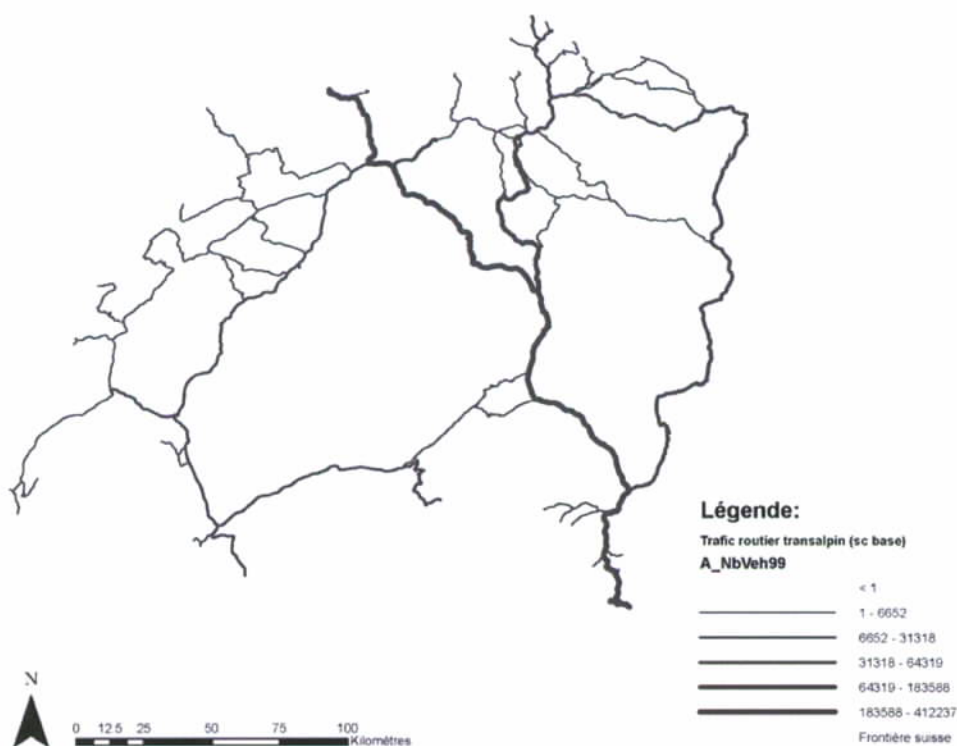 Légende:
Trafic routier transalpin (sc base)
A_NbVeh99
< 1
1 - 6652
6652 - 31318
31318 - 64319
64319 - 183588
183588 - 412237
Frontière suisse
N
0 12.5 25 50 75 100
Kilométres